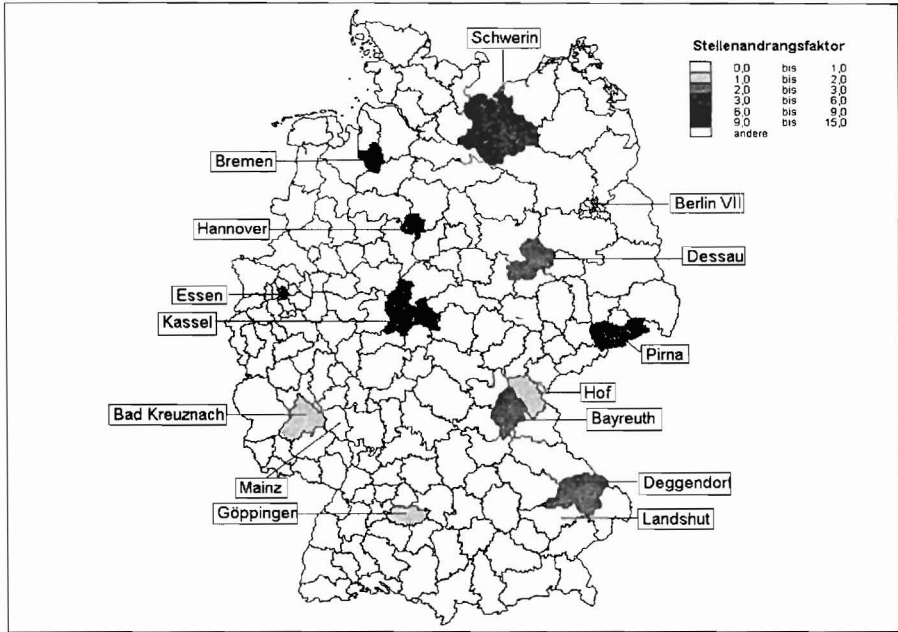 Schwerin
Stellenandrangsfaktor
0,0 bis 1,0
1,0 bis 2,0
2,0 bis 3,0
3,0 bis 6,0
6,0 bis 9,0
9,0 bis 15,0
andere
Bremen
Berlin VII
Hannover
Dessau
Essen
Kassel
Pirna
Hof
Bad Kreuznach
Bayreuth
Mainz
Deggendorf
Göppingen
Landshut